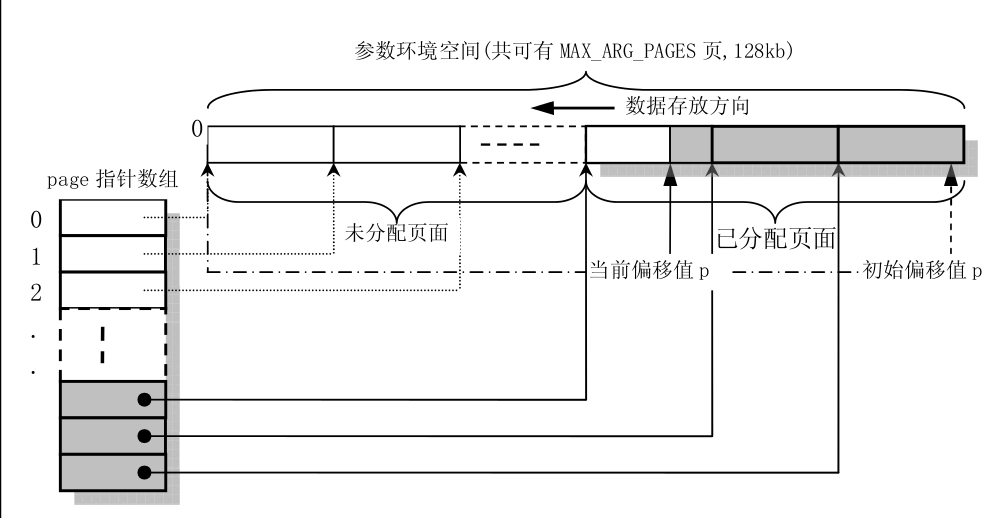 参数环境空间(共可有 MAX_ARG_PAGES 页,128kb)
数据存放方向
0
page 指针数组
未分配页面
已分配页面
当前偏移值 p
初始偏移值 p
0
1
2
.
.